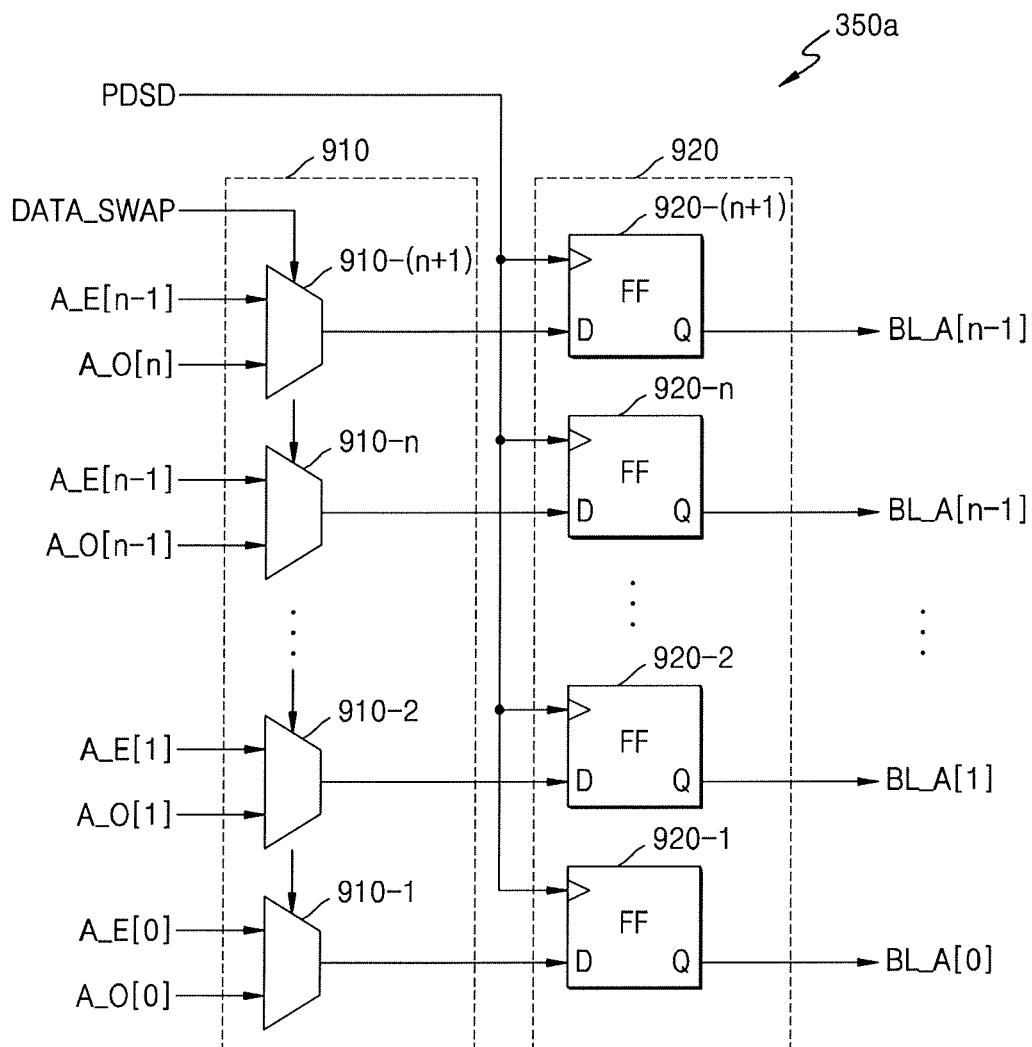 350a
PDSD
910
920
DATA_SWAP
910-(n+1)
920-(n+1)
A_E[n-1]
FF
A_O[n]
D
Q
BL_A[n-1]
910-n
920-n
A_E[n-1]
FF
A_O[n-1]
D
Q
BL_A[n-1]
910-2
920-2
A_E[1]
FF
A_O[1]
D
Q
BL_A[1]
910-1
920-1
A_E[0]
FF
A_O[0]
D
Q
BL_A[0]